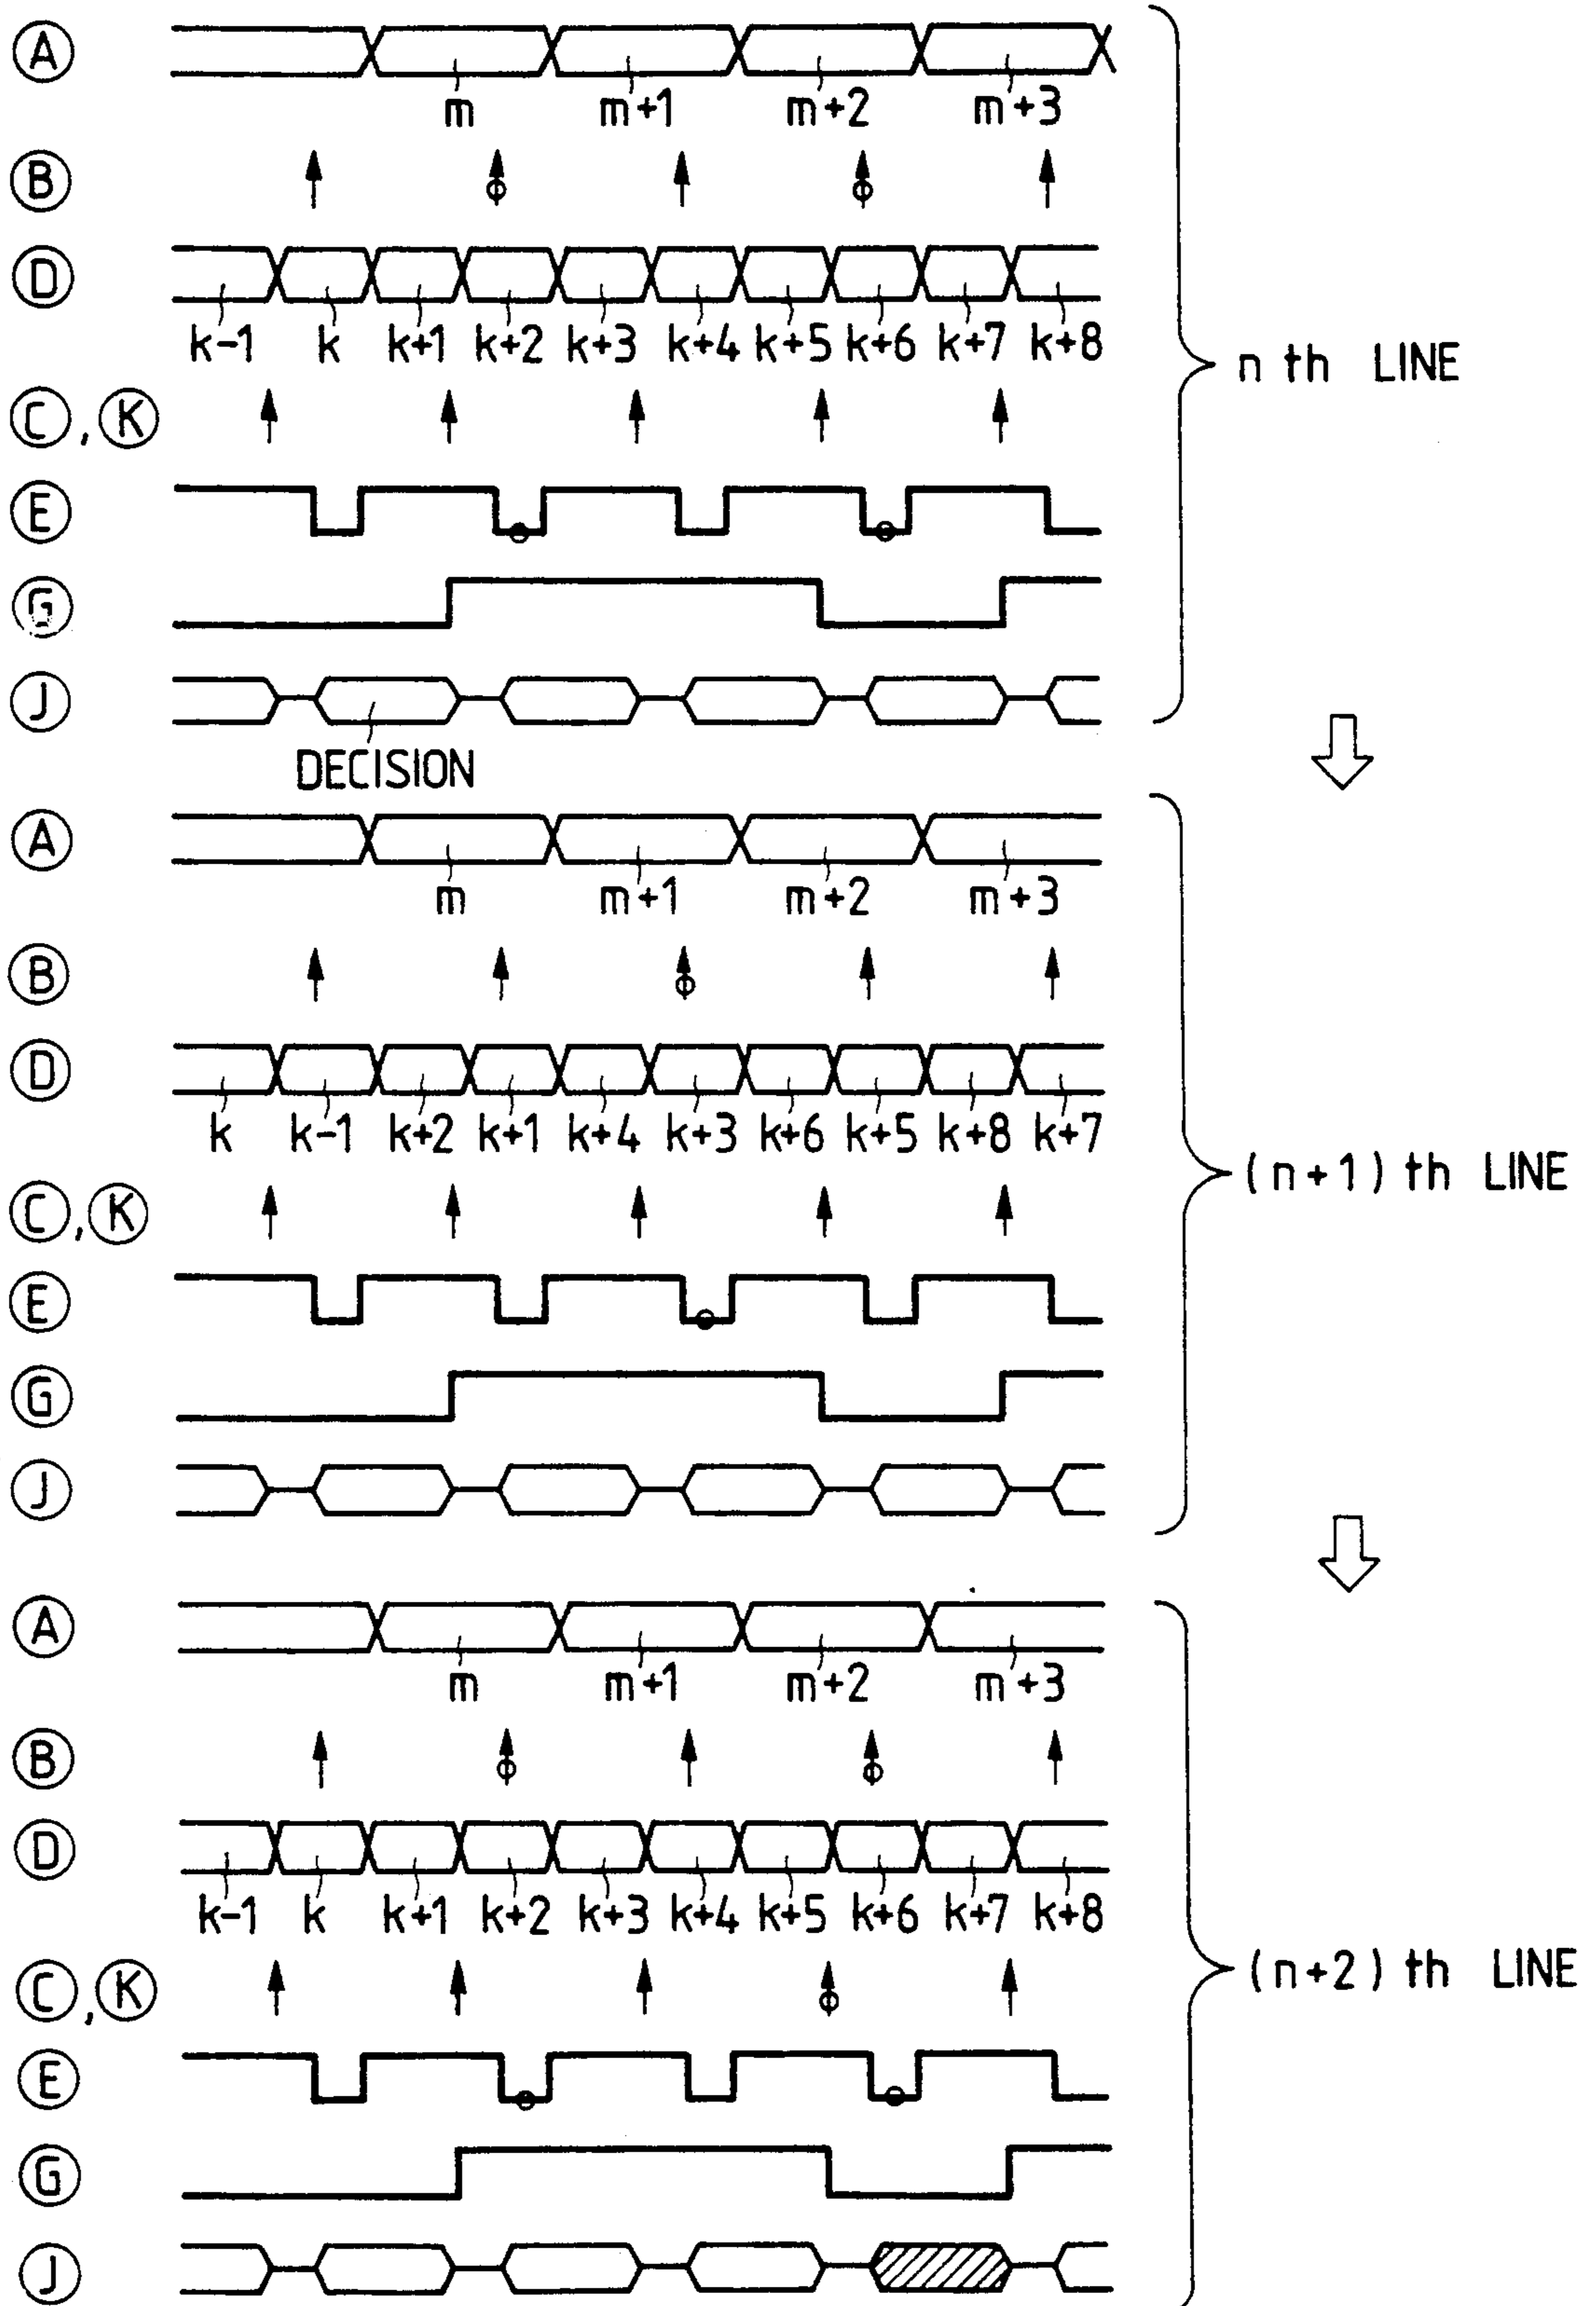 A
m m+1 m+2 m+3
B
D
k-1 k k+1 k+2 k+3 k+4 k+5 k+6 k+7 k+8
n th LINE
C, K
E
G
J
DECISION
A
m m+1 m+2 m+3
B
D
k k-1 k+2 k+1 k+4 k+3 k+6 k+5 k+8 k+7
(n+1) th LINE
C, K
E
G
J
A
m m+1 m+2 m+3
B
D
k-1 k k+1 k+2 k+3 k+4 k+5 k+6 k+7 k+8
(n+2) th LINE
C, K
E
G
J